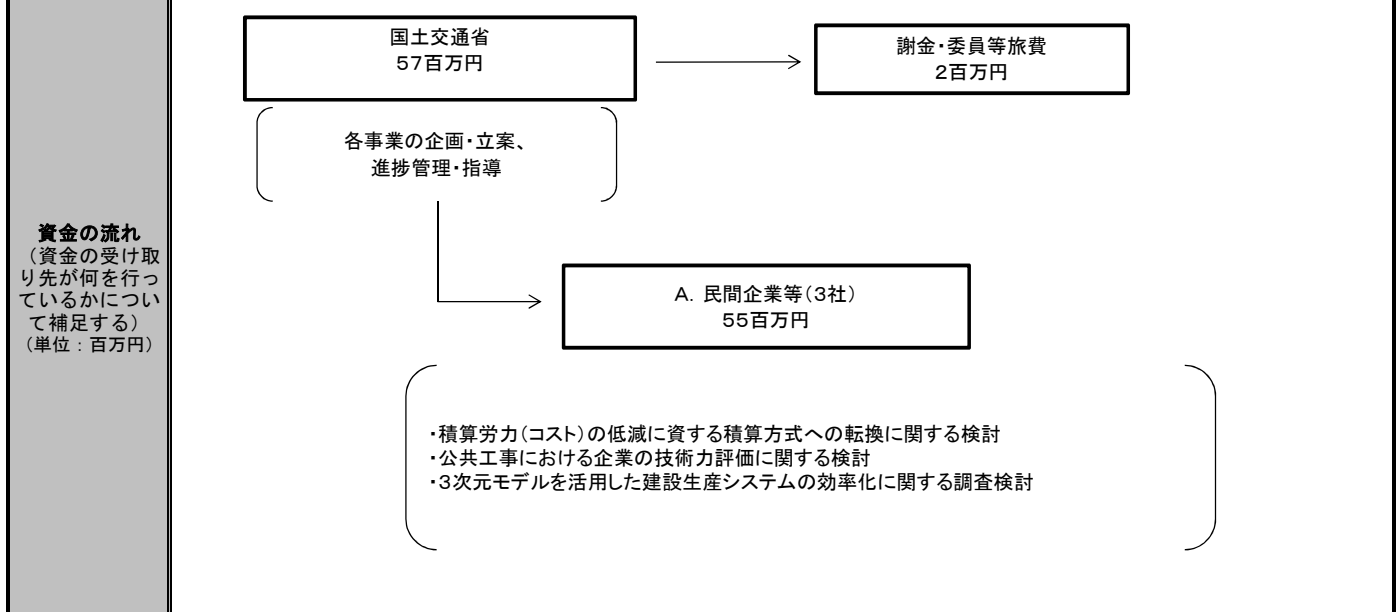 資金の流れ
（資金の受け取
り先が何を行っ
ているかについ
て補足する）
（単位：百万円）
国土交通省
57百万円
謝金・委員等旅費
2百万円
各事業の企画・立案、
進捗管理・指導
A．民間企業等（3社）
55百万円
・積算労力（コスト）の低減に資する積算方式への転換に関する検討
・公共工事における企業の技術力評価に関する検討
・3次元モデルを活用した建設生産システムの効率化に関する調査検討